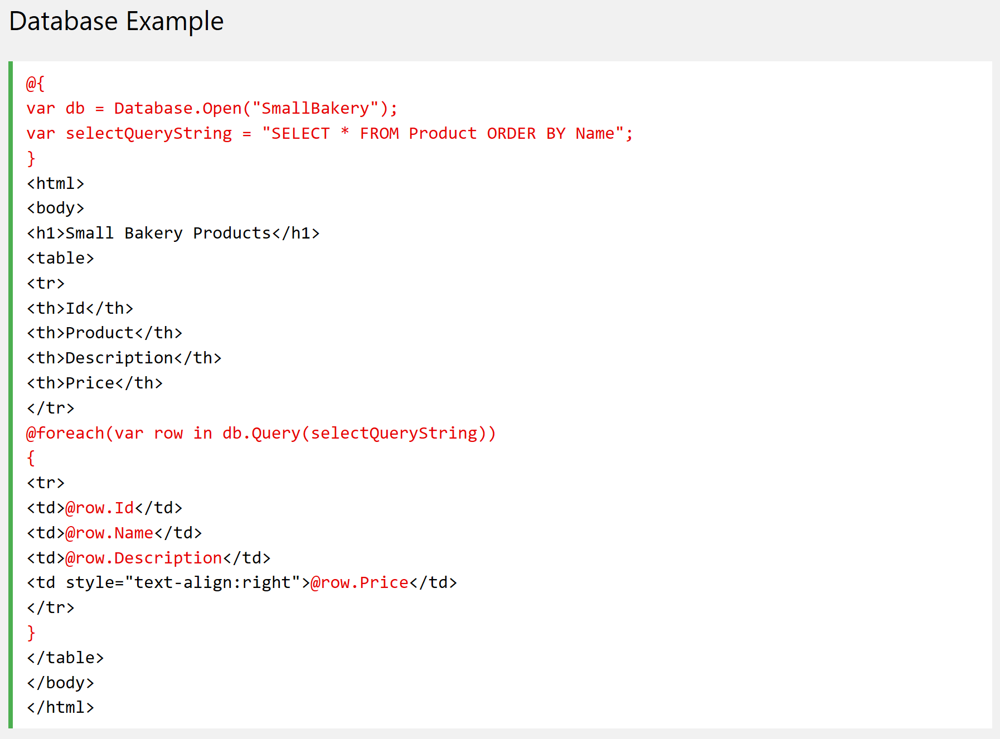 Database Example
@{
var db = Database.Open("SmallBakery");
var selectQueryString = "SELECT * FROM Product ORDER BY Name";
}
<html>
<body>
<h1>Small Bakery Products</h1>
<table>
<tr>
<th>Id</th>
<th>Product</th>
<th>Description</th>
<th>Price</th>
</tr>
@foreach(var row in db.Query(selectQueryString))
{
<tr>
<td>@row.Id</td>
<td>@row.Name</td>
<td>@row.Description</td>
<td style="text-align:right">@row.Price</td>
</tr>
}
</table>
</body>
</html>